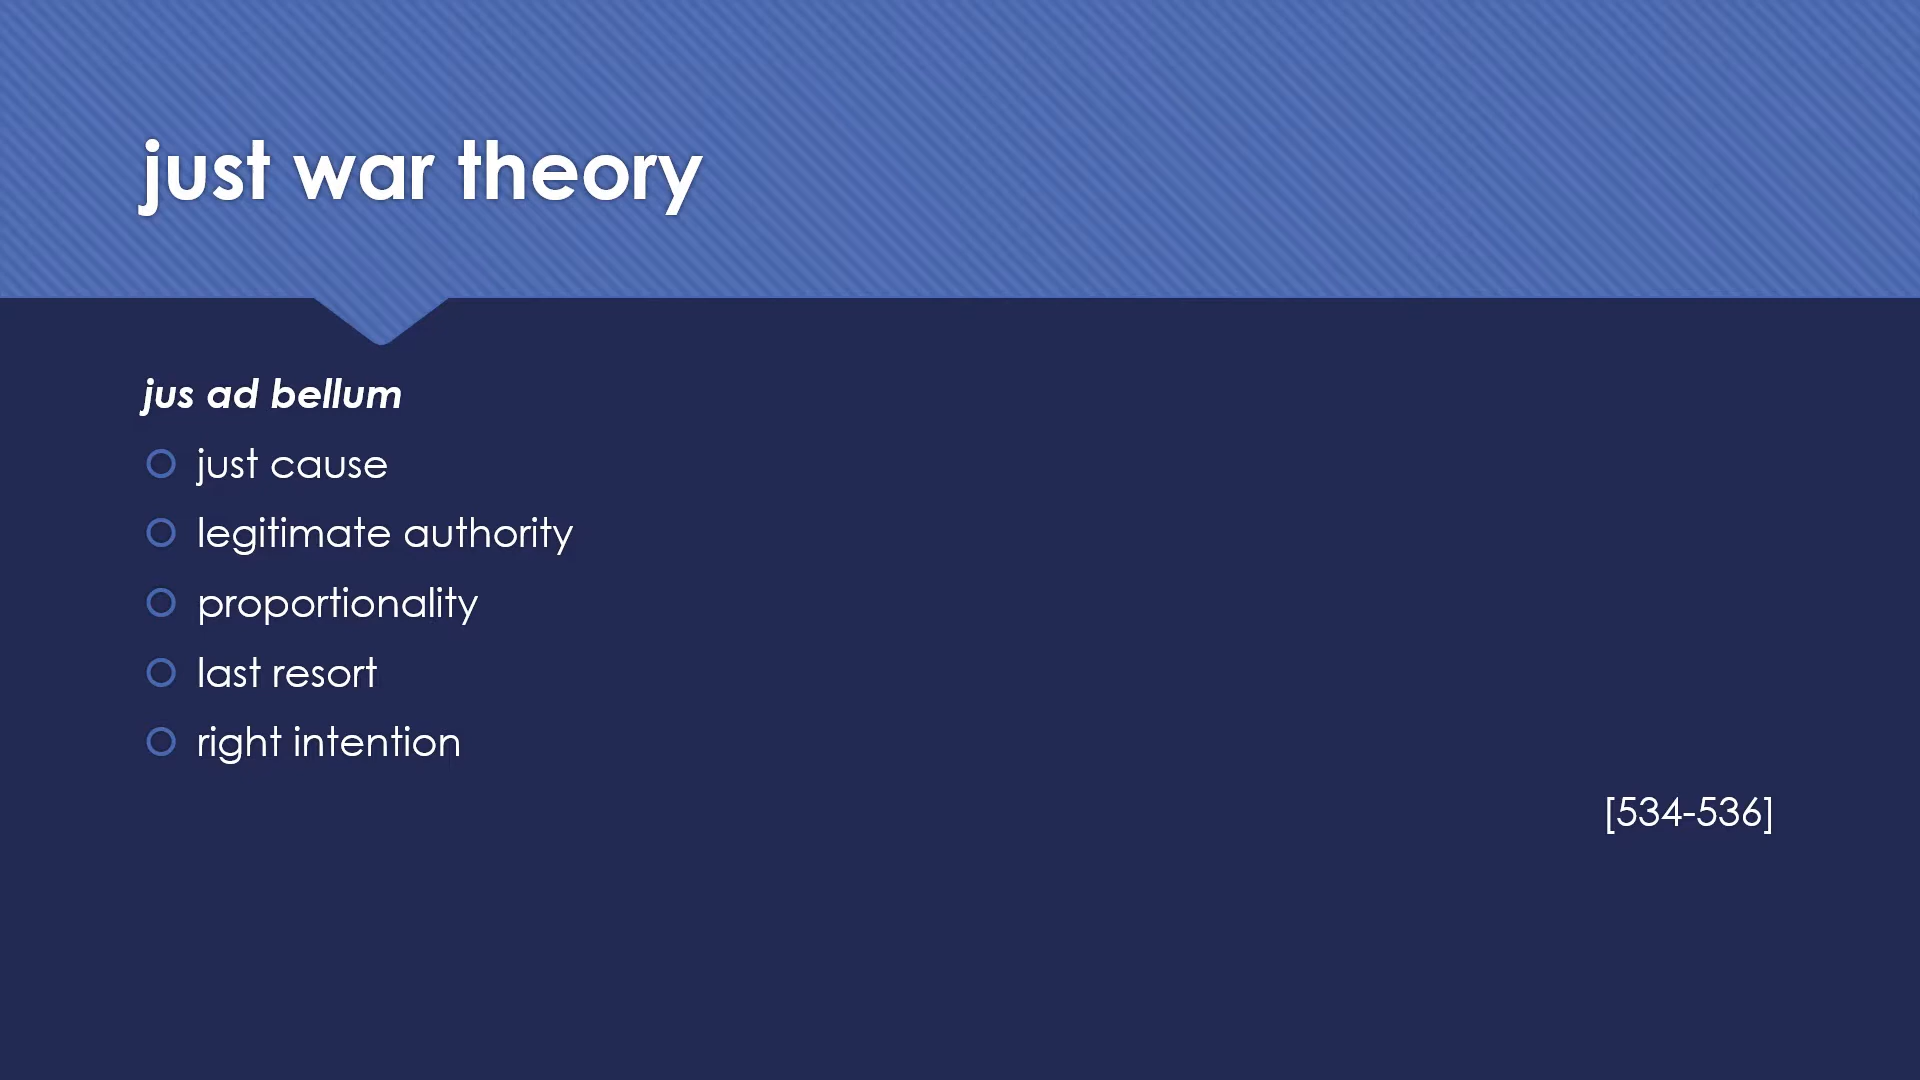 just war theory
jus ad bellum
just cause
legitimate authority
proportionality
last resort
right intention
[534-536]